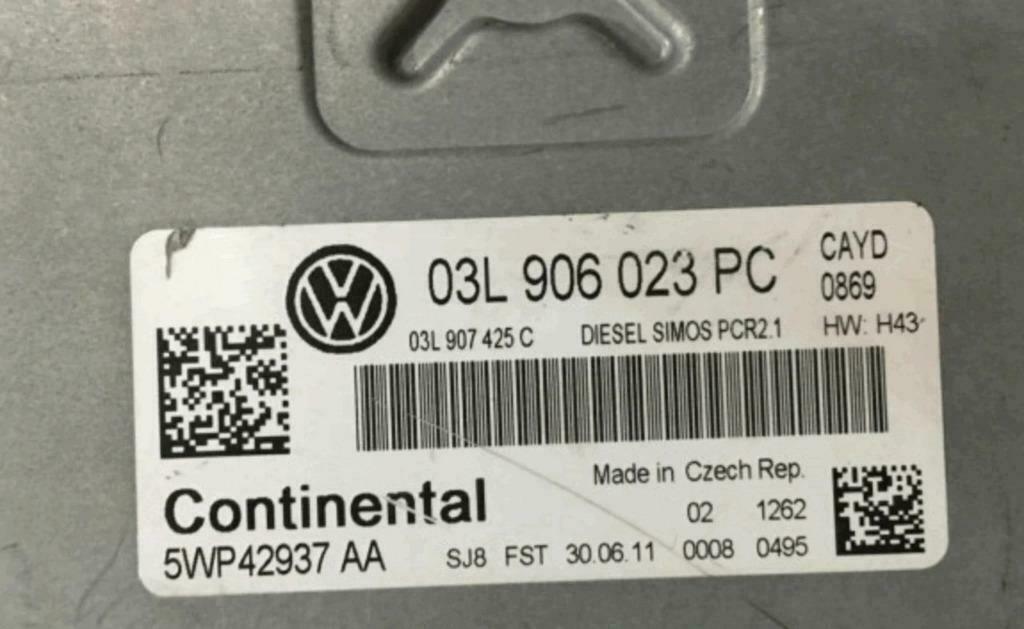 03L 906 023 PC CAYD
0869
03L 907 425 C DIESEL SIMOS PCR2.1 HW: H43
Made in Czech Rep.
Continental 02 1262
5WP42937 AA SJ8 FST 30.06.11 0008 0495